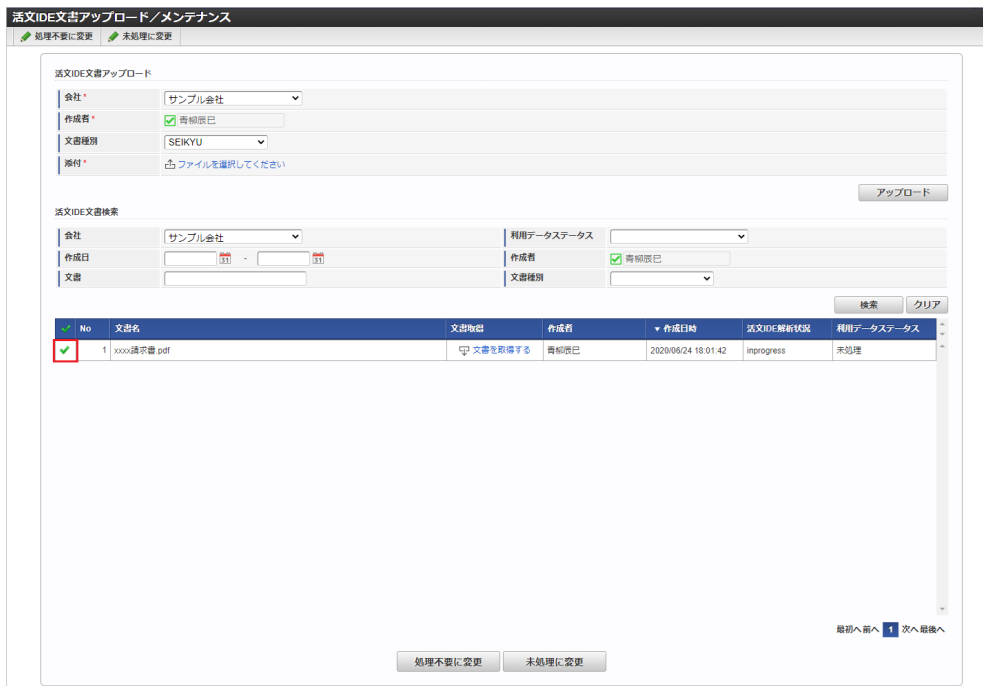 活文IDE文書アップロード／メンテナンス
処理不要に変更 未処理に変更
活文IDE文書アップロード
会社* サンプル会社
作成者* 青柳辰巳
文書種別 SEIKYU
添付* ファイルを選択してください
アップロード
活文IDE文書検索
会社 サンプル会社 利用データステータス
作成日 31 - 31 作成者 青柳辰巳
文書 文書種別
検索 クリア
No 文書名 文書取得 作成者 ▼ 作成日時 活文IDE解析状況 利用データステータス
1 xxxx請求書.pdf 文書を取得する 青柳辰巳 2020/06/24 18:01:42 inprogress 未処理
最初へ 前へ 1 次へ 最後へ
処理不要に変更 未処理に変更